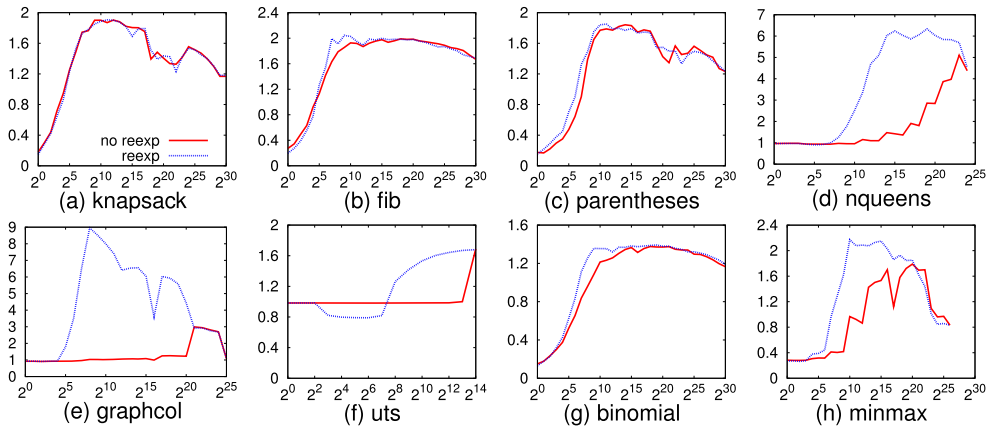 2 2.4 2 7
1.6 2 1.6 6
1.2 1.6 1.2 5
0.8 1.2 0.8 4
0.4 0.8 0.4 3
0 0.4 0 2
0 1
0
no reexp
reexp
2^0 2^5 2^10 2^15 2^20 2^25 2^30
(a) knapsack
2^0 2^5 2^10 2^15 2^20 2^25 2^30
(b) fib
2^0 2^5 2^10 2^15 2^20 2^25 2^30
(c) parentheses
2^0 2^5 2^10 2^15 2^20 2^25
(d) nqueens
9 2 1.6 2.4
8 1.6 1.2 2
7 1.2 0.8 1.6
6 0.8 0.4 1.2
5 0.4 0 0.8
4 0 0.4
3 0
2
1
0
2^0 2^5 2^10 2^15 2^20 2^25
(e) graphcol
2^0 2^2 2^4 2^6 2^8 2^10 2^12 2^14
(f) uts
2^0 2^5 2^10 2^15 2^20 2^25 2^30
(g) binomial
2^0 2^5 2^10 2^15 2^20 2^25 2^30
(h) minmax